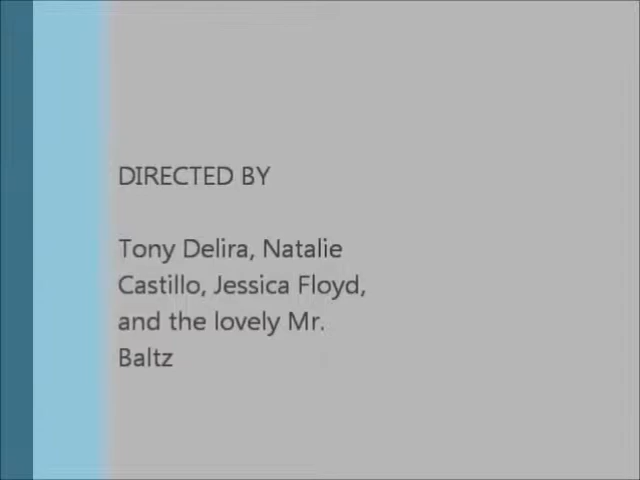 DIRECTED BY
Tony Delira, Natalie
Castillo, Jessica Floyd,
and the lovely Mr.
Baltz